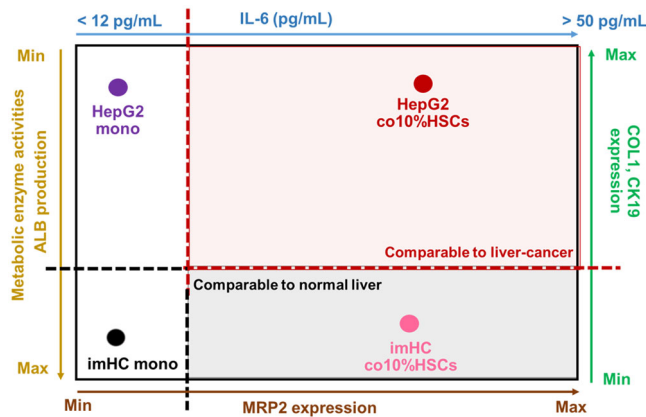 < 12 pg/mL
IL-6 (pg/mL)
> 50 pg/mL
Min
Max
HepG2
mono
HepG2
co10%HSCs
Metabolic enzyme activities
ALB production
COL1, CK19
expression
Comparable to liver-cancer
Comparable to normal liver
imHC mono
imHC
co10%HSCs
Max
Min
Min
MRP2 expression
Max